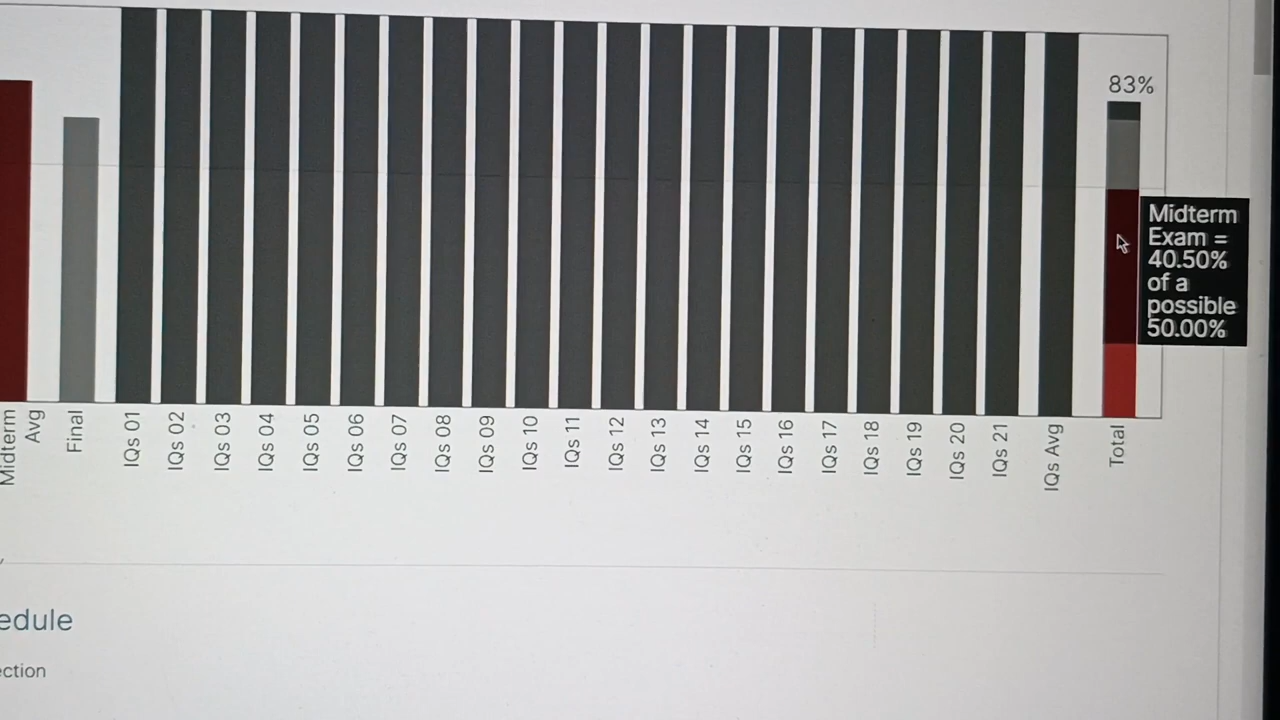 83%
Midterm
Exam =
40.50%
of a
possible
50.00%
Midterm
Avg
Final
IQs 01
IQs 02
IQs 03
IQs 04
IQs 05
IQs 06
IQs 07
IQs 08
IQs 09
IQs 10
IQs 11
IQs 12
IQs 13
IQs 14
IQs 15
IQs 16
IQs 17
IQs 18
IQs 19
IQs 20
IQs 21
IQs Avg
Total
edule
ection